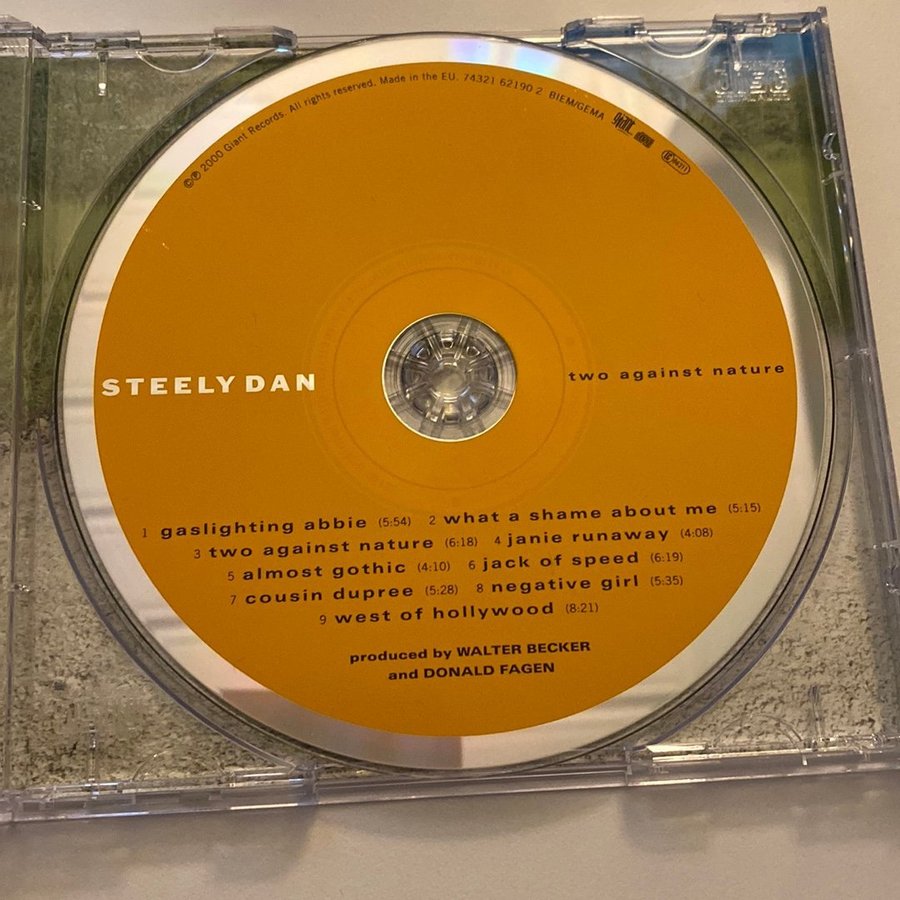 ©℗ 2000 Giant Records. All rights reserved. Made in the EU. 74321 62190 2 BIEM/GEMA giant
STEELY DAN
two against nature
1 gaslighting abbie (5:54) 2 what a shame about me (5:15)
3 two against nature (6:18) 4 janie runaway (4:08)
5 almost gothic (4:10) 6 jack of speed (6:19)
7 cousin dupree (5:28) 8 negative girl (5:35)
9 west of hollywood (8:21)
produced by WALTER BECKER
and DONALD FAGEN